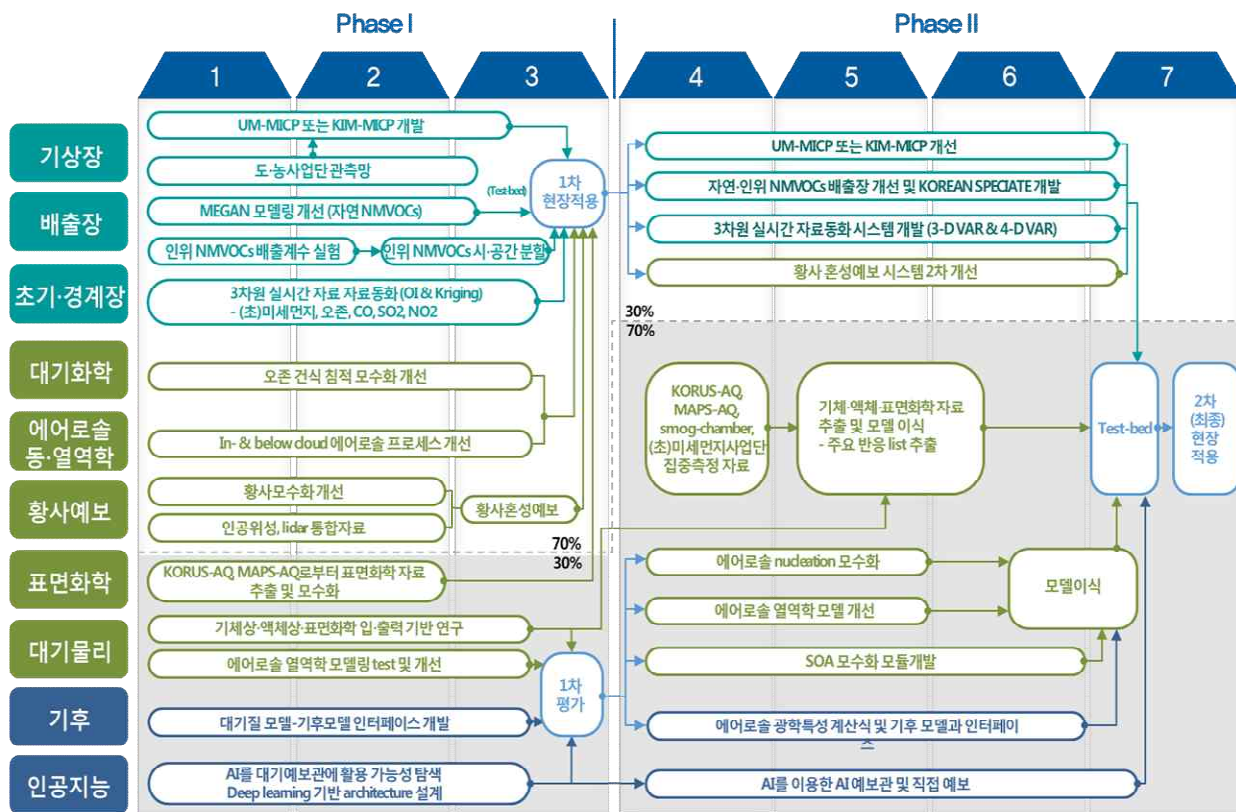 Phase I
Phase II
1
2
3
4
5
6
7
기상장
배출장
초기·경계장
대기화학
에어로솔
동·열역학
황사예보
표면화학
대기물리
기후
인공지능
UM-MICP 또는 KIM-MICP 개발
도·농사업단 관측망
(Test-bed)
MEGAN 모델링 개선 (자연 NMVOCs)
인위 NMVOCs 배출계수 실험
인위 NMVOCs 시·공간 분할
3차원 실시간 자료 자료동화 (OI & Kriging)
- (초)미세먼지, 오존, CO, SO2, NO2
1차
현장적용
오존 건식 침적 모수화 개선
In- & below cloud 에어로솔 프로세스 개선
황사모수화 개선
인공위성, lidar 통합자료
황사혼성예보
70%
30%
KORUS-AQ, MAPS-AQ로부터 표면화학 자료
추출 및 모수화
기체상·액체상·표면화학 입·출력 기반 연구
에어로솔 열역학 모델링 test 및 개선
1차
평가
대기질 모델-기후모델 인터페이스 개발
AI를 대기예보관에 활용 가능성 탐색
Deep learning 기반 architecture 설계
UM-MICP 또는 KIM-MICP 개선
자연·인위 NMVOCs 배출장 개선 및 KOREAN SPECIATE 개발
3차원 실시간 자료동화 시스템 개발 (3-D VAR & 4-D VAR)
황사 혼성예보 시스템 2차 개선
30%
70%
KORUS-AQ,
MAPS-AQ,
smog-chamber,
(초)미세먼지사업단
집중측정 자료
기체·액체·표면화학 자료
추출 및 모델 이식
- 주요 반응 list 추출
Test-bed
2차
(최종)
현장
적용
에어로솔 nucleation 모수화
에어로솔 열역학 모델 개선
모델이식
SOA 모수화 모듈개발
에어로솔 광학특성 계산식 및 기후 모델과 인터페이
스
AI를 이용한 AI 예보관 및 직접 예보